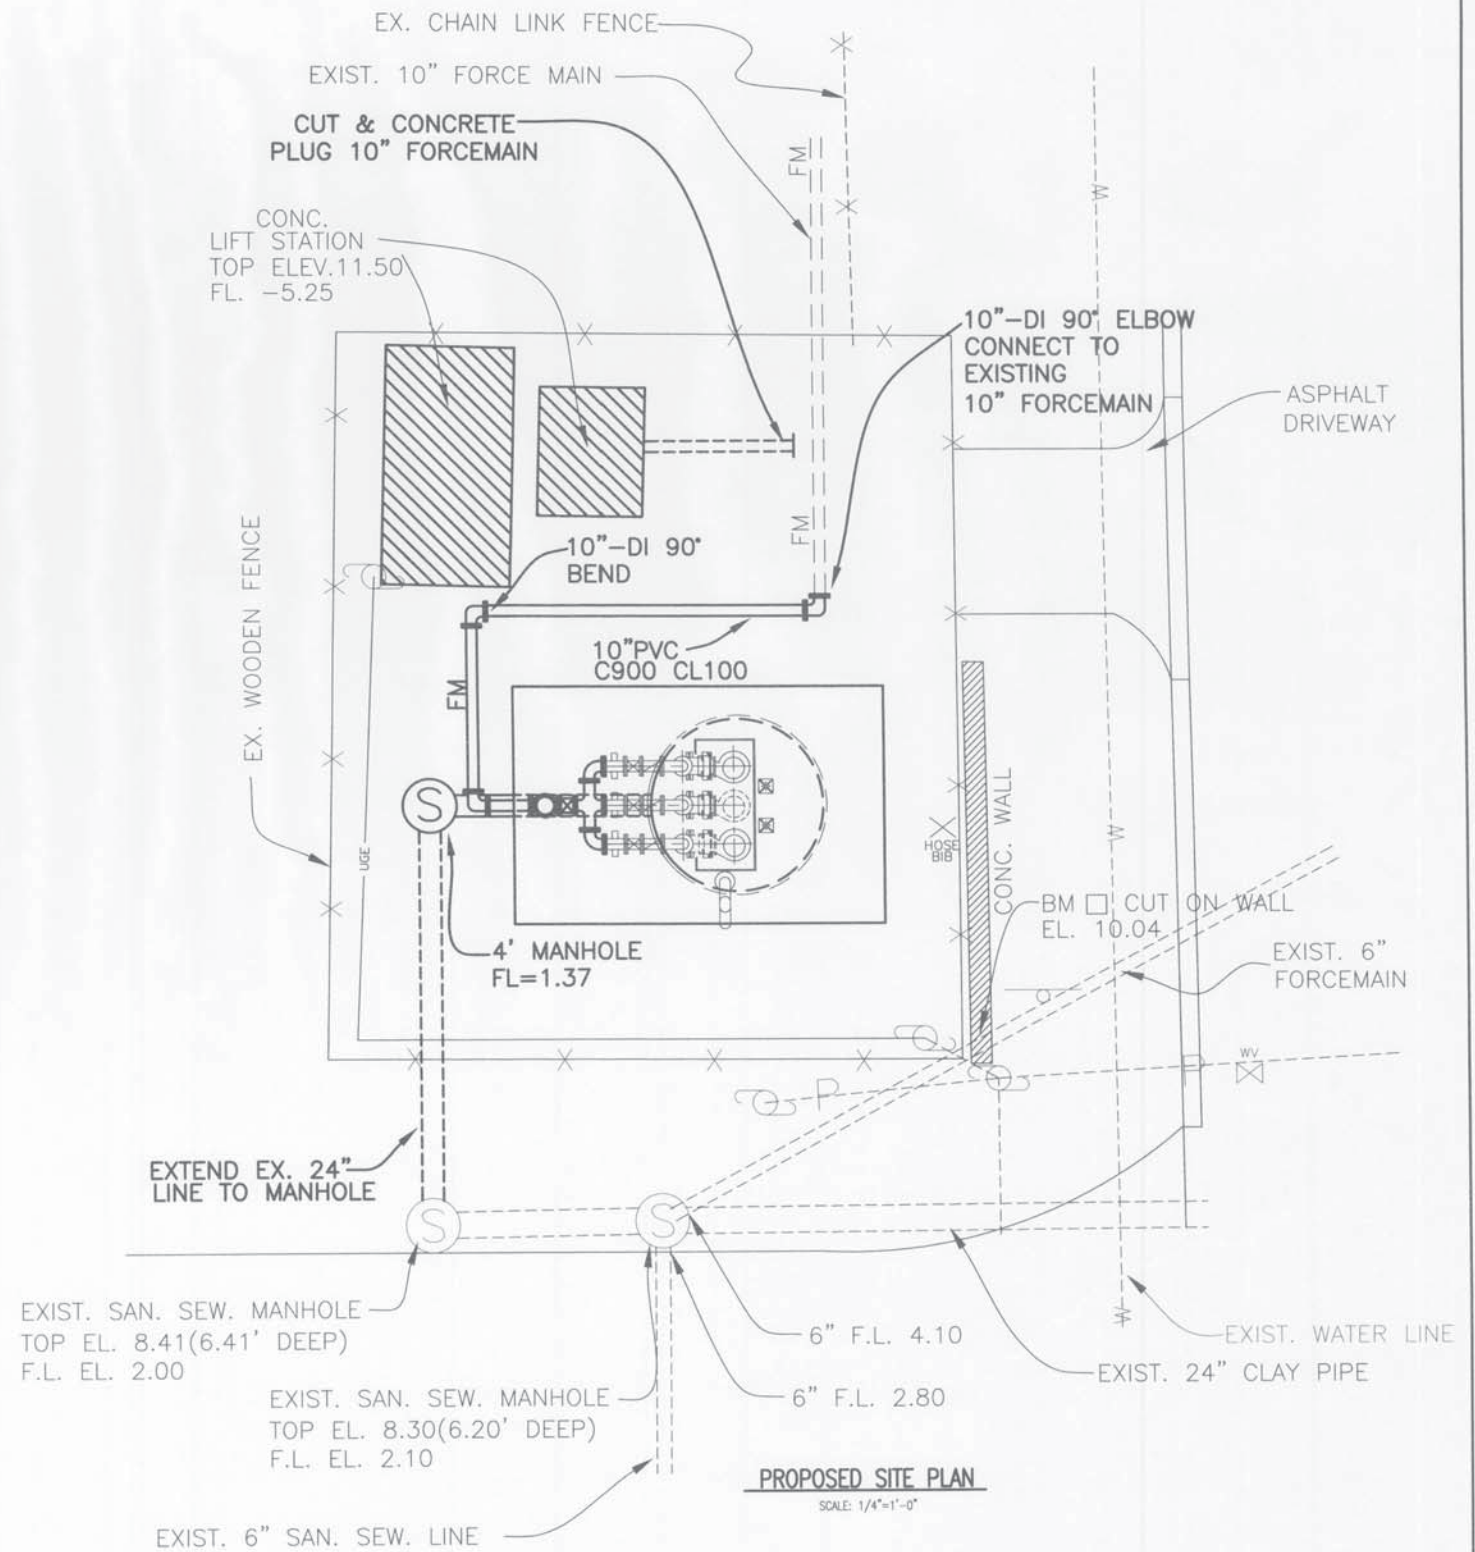 EX. CHAIN LINK FENCE
EXIST. 10" FORCE MAIN
CUT & CONCRETE
PLUG 10" FORCEMAIN
FM
W
CONC.
LIFT STATION
TOP ELEV.11.50
FL. -5.25
10"-DI 90° ELBOW
CONNECT TO
EXISTING
10" FORCEMAIN
ASPHALT
DRIVEWAY
EX. WOODEN FENCE
FM
10"-DI 90°
BEND
10"PVC
C900 CL100
FM
S
UGE
HOSE
BIB
CONC. WALL
W
BM □ CUT ON WALL
EL. 10.04
4' MANHOLE
FL=1.37
EXIST. 6"
FORCEMAIN
WV
P
EXTEND EX. 24"
LINE TO MANHOLE
S
S
W
EXIST. SAN. SEW. MANHOLE
TOP EL. 8.41(6.41' DEEP)
F.L. EL. 2.00
6" F.L. 4.10
EXIST. WATER LINE
EXIST. 24" CLAY PIPE
EXIST. SAN. SEW. MANHOLE
TOP EL. 8.30(6.20' DEEP)
F.L. EL. 2.10
6" F.L. 2.80
PROPOSED SITE PLAN
SCALE: 1/4"=1'-0"
EXIST. 6" SAN. SEW. LINE